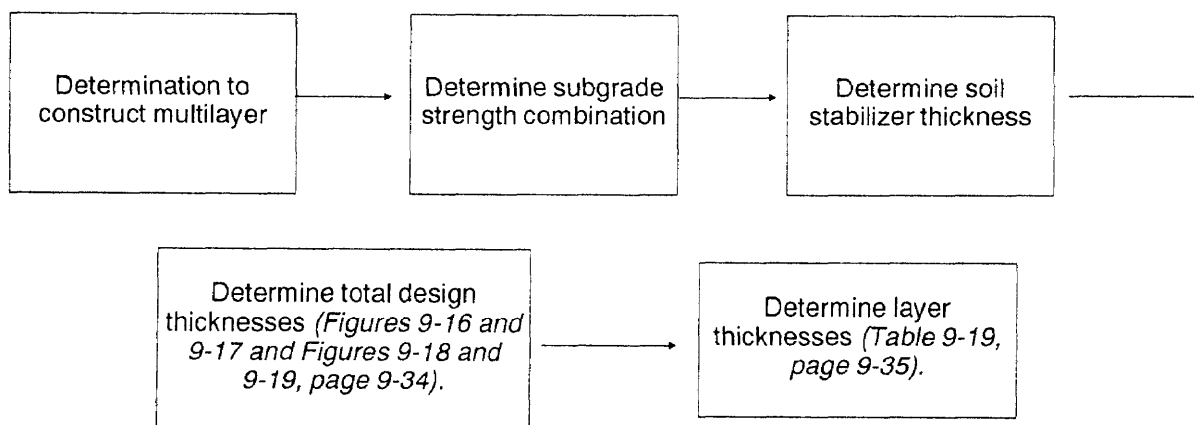 Determination to
construct multilayer
Determine subgrade
strength combination
Determine soil
stabilizer thickness
Determine total design
thicknesses (Figures 9-16 and
9-17 and Figures 9-18 and
9-19, page 9-34).
Determine layer
thicknesses (Table 9-19,
page 9-35).